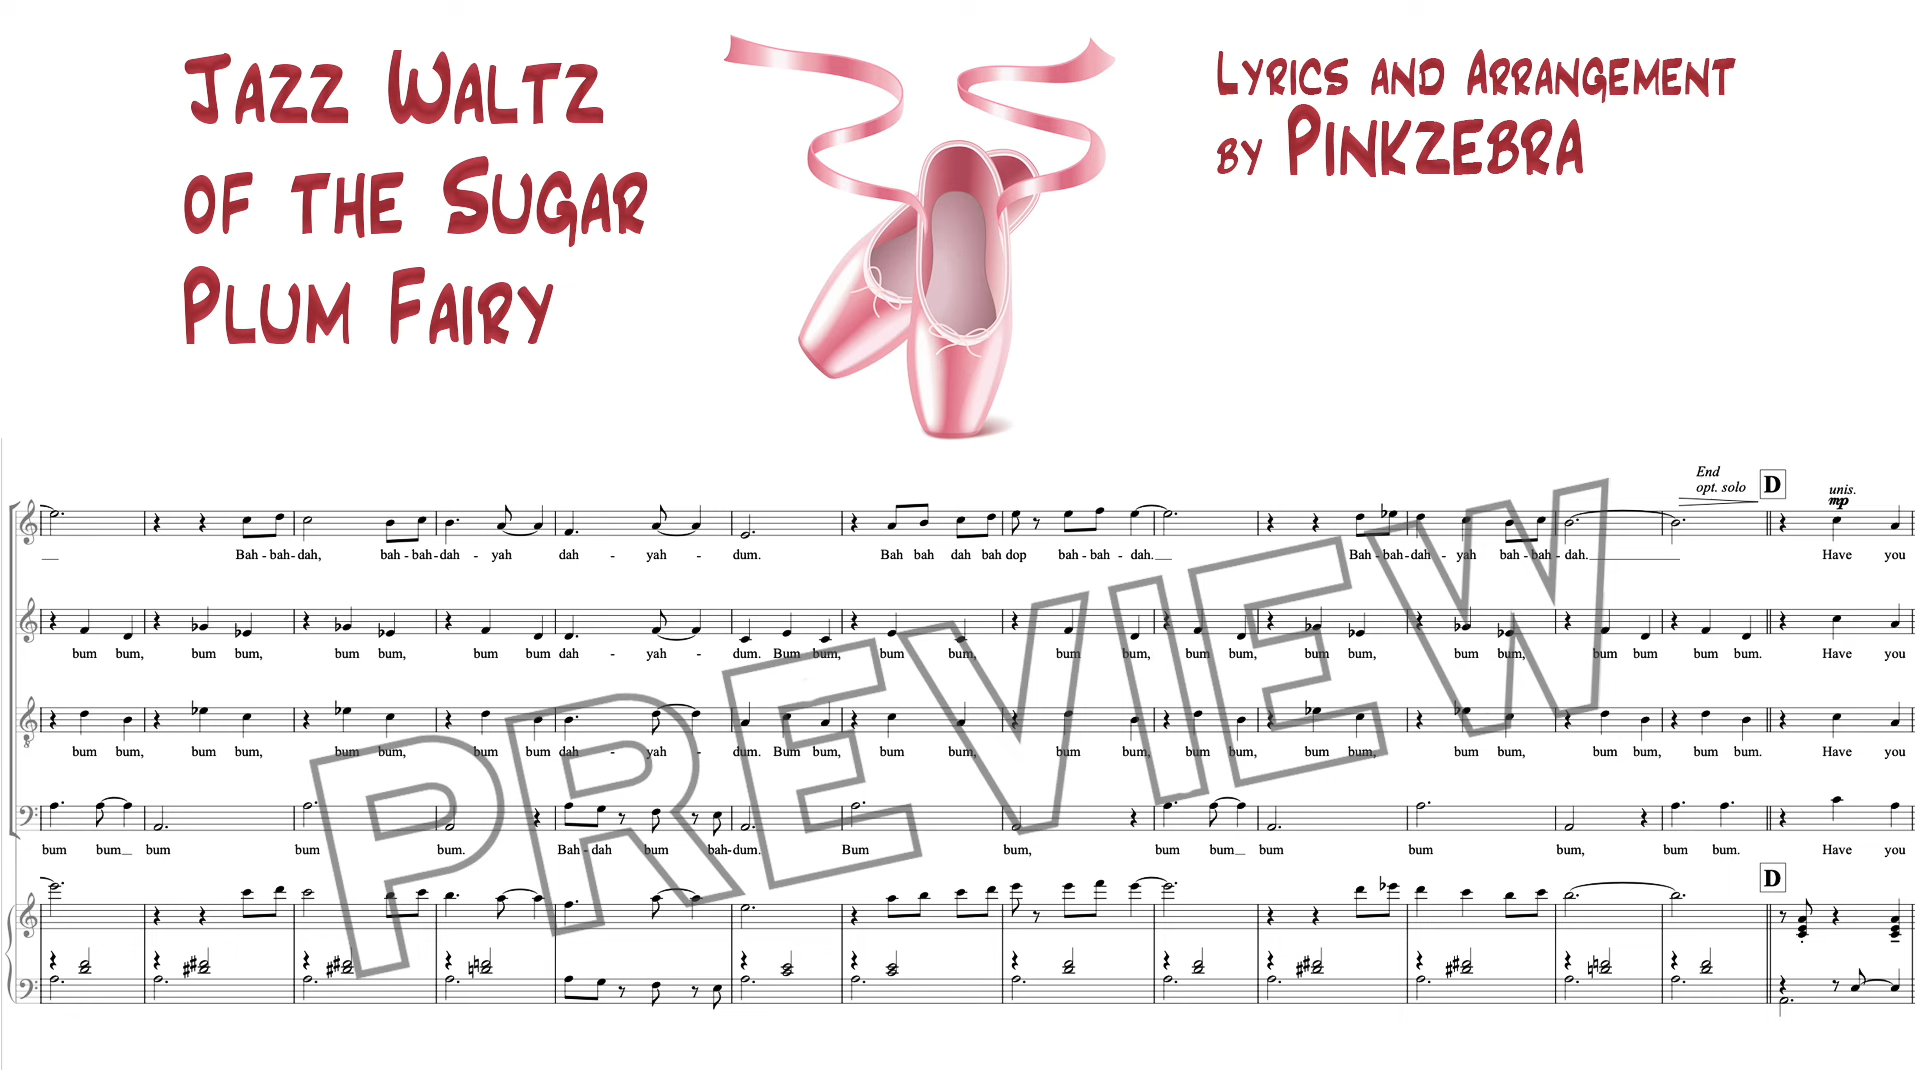 Jazz Waltz
of the Sugar
Plum Fairy
Lyrics and Arrangement
by Pinkzebra
End
opt. solo
D
unis.
mp
Bah - bah - dah, bah - bah - dah - yah dah - yah - dum. Bah bah dah bah dop bah - bah - dah. Bah - bah - dah - yah bah - bah - dah. Have you
bum bum, bum bum, bum bum, bum bum dah - yah - dum. Bum bum, bum bum, bum bum, bum bum, bum bum, bum bum, bum bum bum bum. Have you
bum bum, bum bum, bum bum, bum bum dah - yah - dum. Bum bum, bum bum, bum bum, bum bum, bum bum, bum bum, bum bum, bum bum. Have you
bum bum bum bum bum. Bah - dah bum bah - dum. Bum bum, bum bum bum bum bum, bum bum. Have you
D
PREVIEW